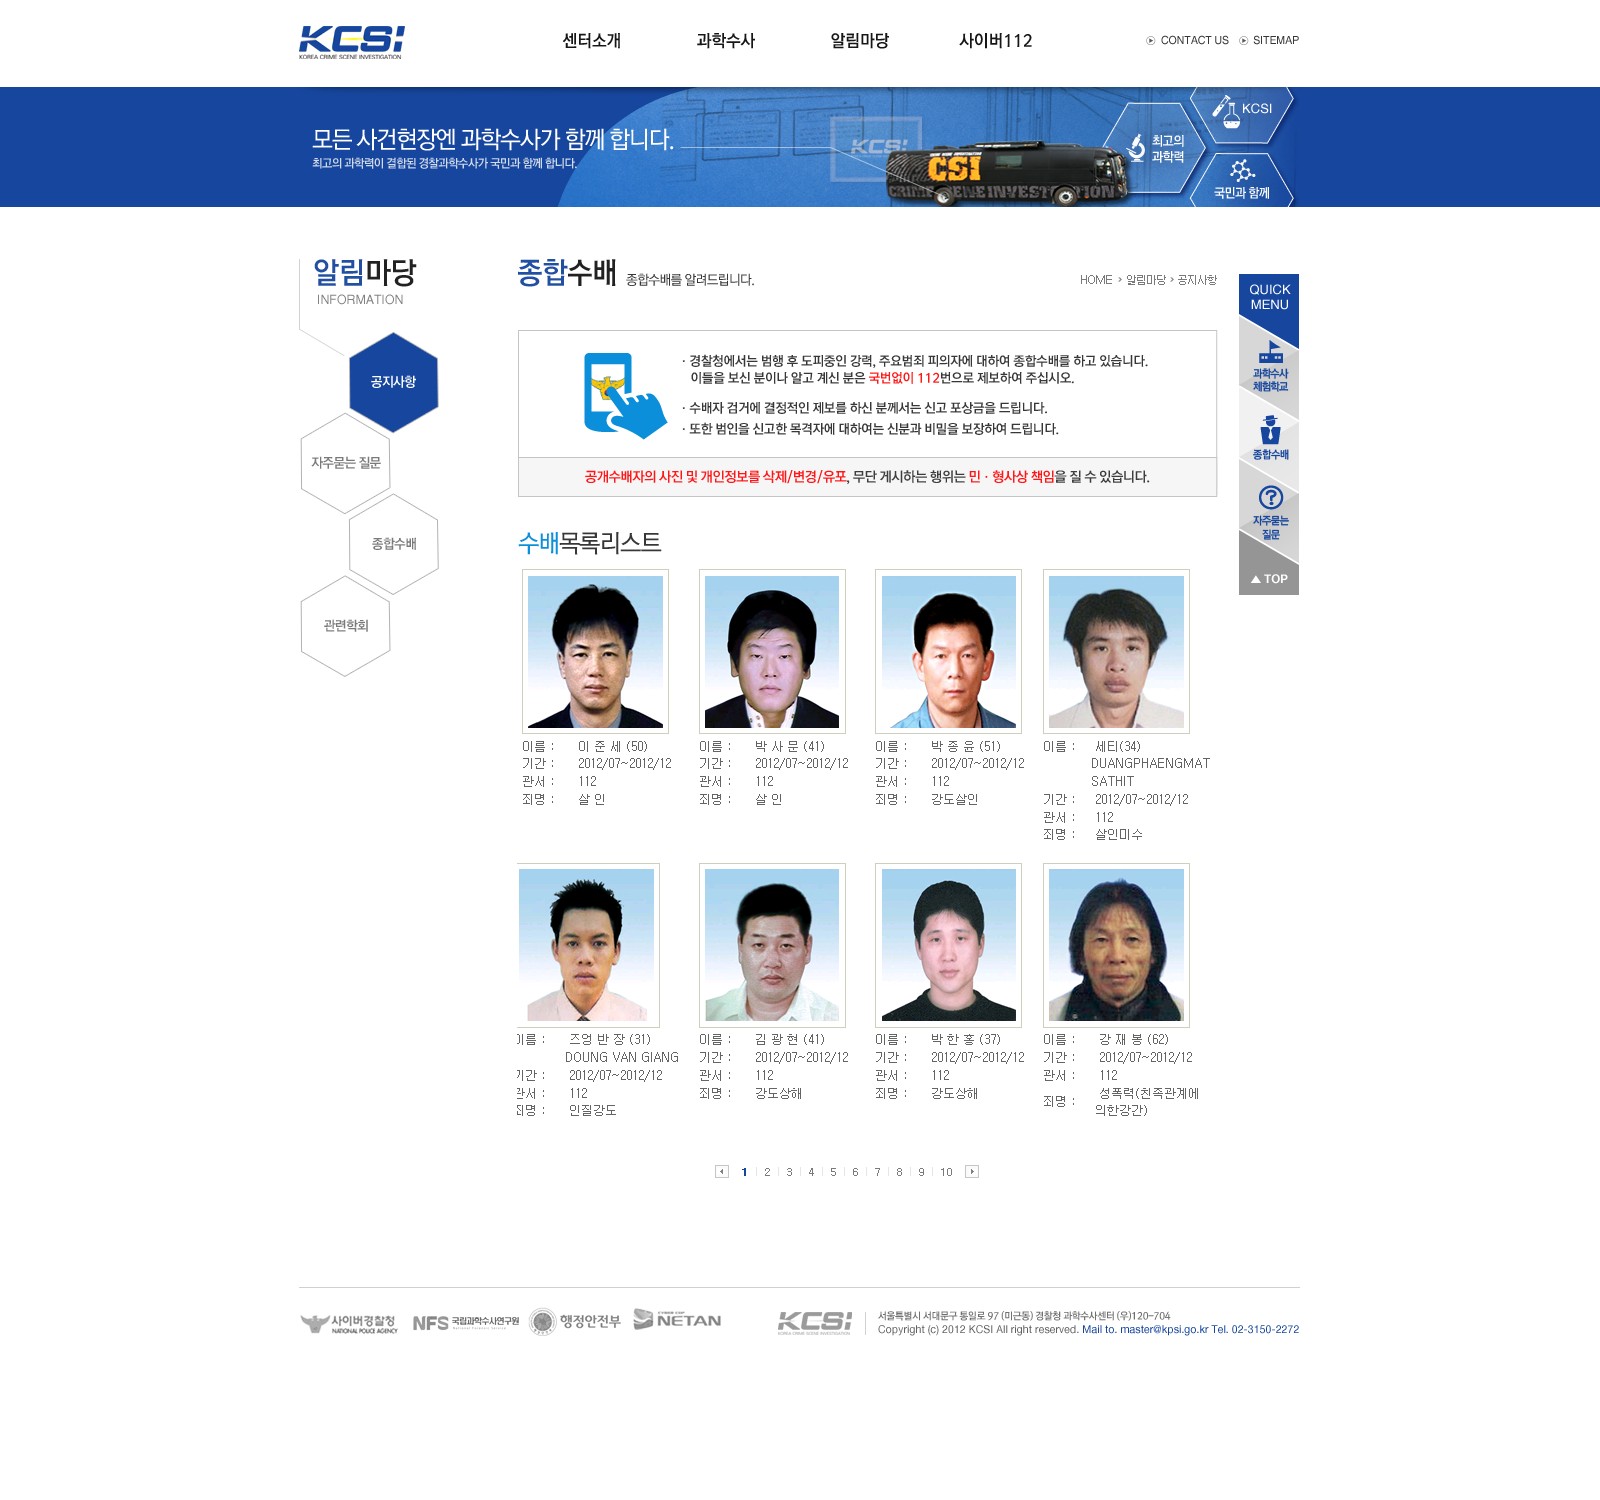 KCSI
KOREA CRIME SCENE INVESTIGATION
센터소개
과학수사
알림마당
사이버112
CONTACT US
SITEMAP
모든 사건현장엔 과학수사가 함께 합니다.
최고의 과학력이 결합된 경찰과학수사가 국민과 함께 합니다.
KCSI
CSI
최고의
과학력
KCSI
국민과 함께
알림마당
INFORMATION
공지사항
자주묻는 질문
종합수배
관련학회
종합수배 종합수배를 알려드립니다.
HOME > 알림마당 > 공지사항
· 경찰청에서는 범행 후 도피중인 강력, 주요범죄 피의자에 대하여 종합수배를 하고 있습니다.
이들을 보신 분이나 알고 계신 분은 국번없이 112번으로 제보하여 주십시오.
· 수배자 검거에 결정적인 제보를 하신 분께서는 신고 포상금을 드립니다.
· 또한 범인을 신고한 목격자에 대하여는 신분과 비밀을 보장하여 드립니다.
공개수배자의 사진 및 개인정보를 삭제/변경/유포, 무단 게시하는 행위는 민 · 형사상 책임을 질 수 있습니다.
QUICK
MENU
과학수사
체험학교
종합수배
자주묻는
질문
▲ TOP
수배목록리스트
이름 : 이 준 세 (50)
기간 : 2012/07~2012/12
관서 : 112
죄명 : 살 인
이름 : 박 사 문 (41)
기간 : 2012/07~2012/12
관서 : 112
죄명 : 살 인
이름 : 박 종 윤 (51)
기간 : 2012/07~2012/12
관서 : 112
죄명 : 강도살인
이름 : 세티(34)
DUANGPHAENGMAT
SATHIT
기간 : 2012/07~2012/12
관서 : 112
죄명 : 살인미수
이름 : 즈엉 반 장 (31)
DOUNG VAN GIANG
기간 : 2012/07~2012/12
관서 : 112
죄명 : 인질강도
이름 : 김 광 현 (41)
기간 : 2012/07~2012/12
관서 : 112
죄명 : 강도상해
이름 : 박 한 홍 (37)
기간 : 2012/07~2012/12
관서 : 112
죄명 : 강도상해
이름 : 강 재 봉 (62)
기간 : 2012/07~2012/12
관서 : 112
죄명 : 성폭력(친족관계에
의한강간)
1 2 3 4 5 6 7 8 9 10
사이버경찰청
NATIONAL POLICE AGENCY
NFS 국립과학수사연구원
행정안전부
NETAN
KCSI
서울특별시 서대문구 통일로 97 (미근동) 경찰청 과학수사센터 (우)120-704
Copyright (c) 2012 KCSI All right reserved. Mail to. master@kpsi.go.kr Tel. 02-3150-2272